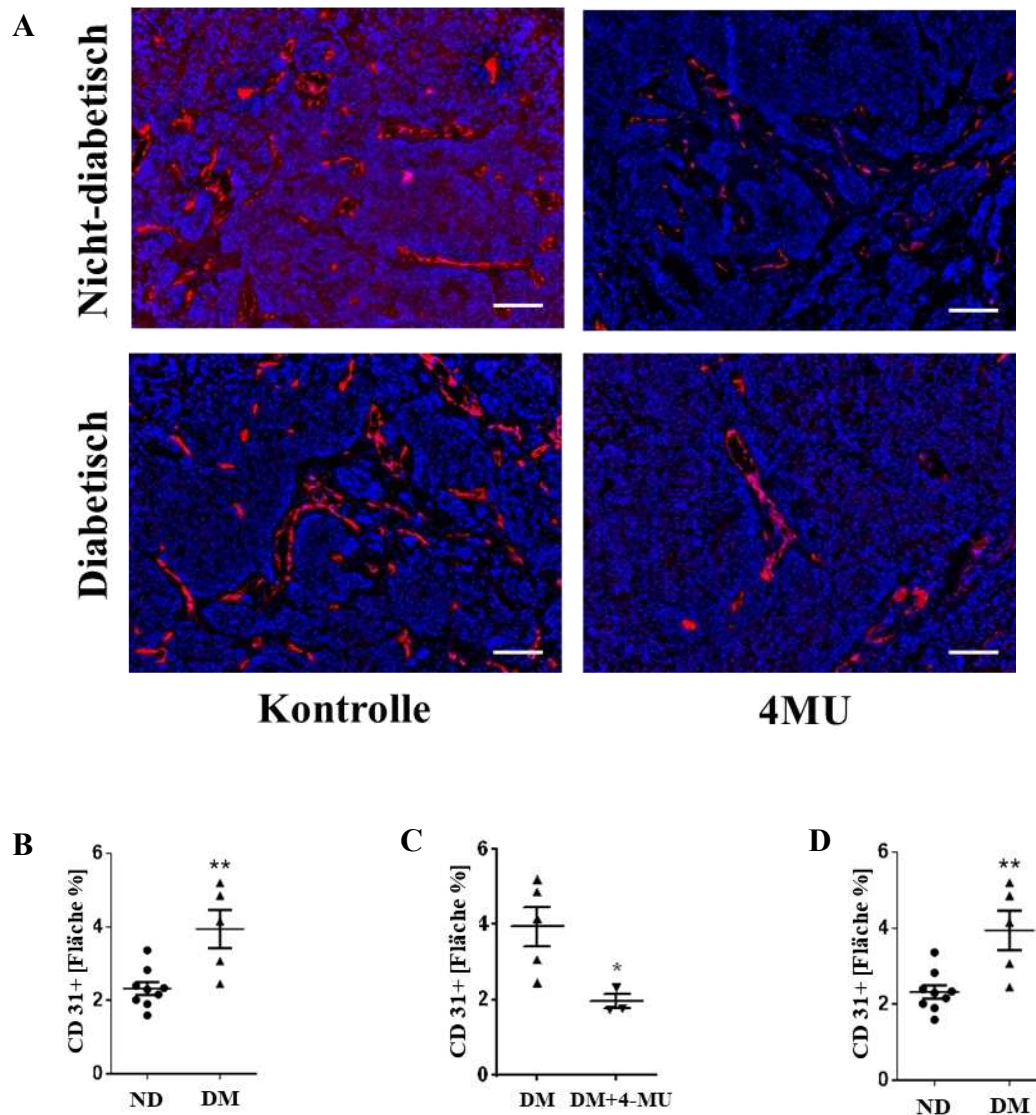 A
Nicht-diabetisch
Diabetisch
Kontrolle
4MU
B
CD 31+ [Fläche %]
6
4
2
0
**
ND
DM
C
CD 31+ [Fläche %]
6
4
2
0
*
DM
DM+4-MU
D
CD 31+ [Fläche %]
6
4
2
0
**
ND
DM